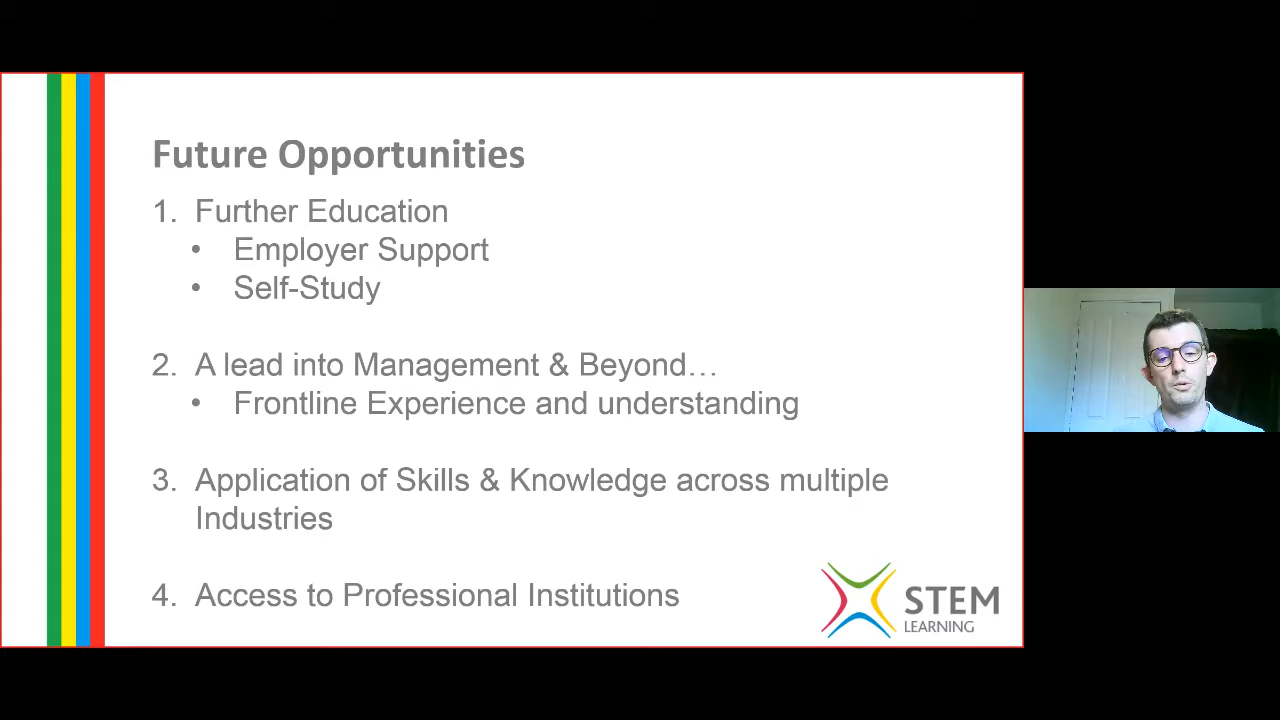 Future Opportunities
1. Further Education
• Employer Support
• Self-Study
2. A lead into Management & Beyond…
• Frontline Experience and understanding
3. Application of Skills & Knowledge across multiple
Industries
4. Access to Professional Institutions
STEM
LEARNING